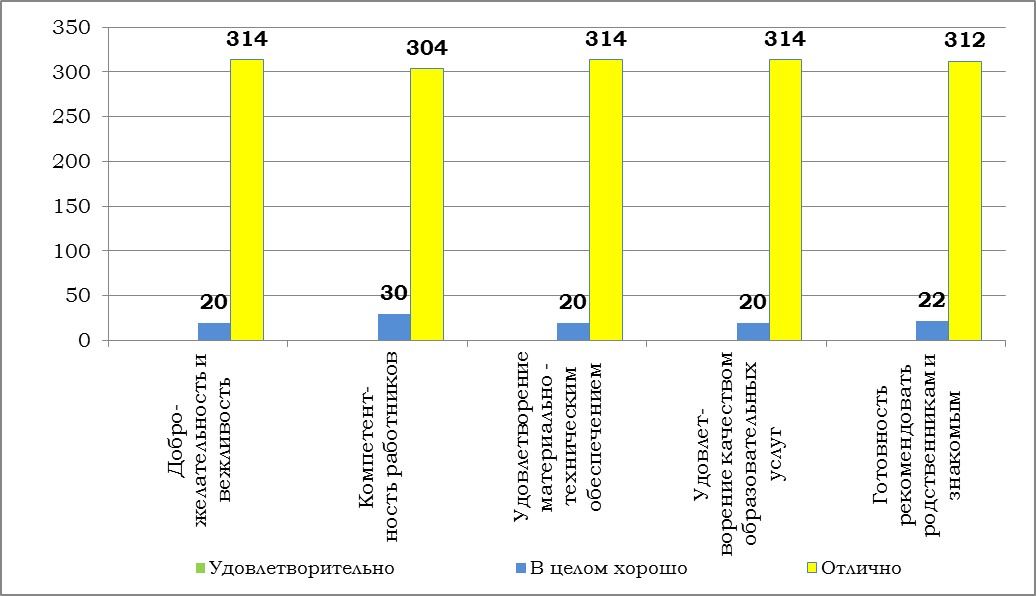 350
300
250
200
150
100
50
0
20
314
30
304
20
314
20
314
22
312
Добро-
желательность и
вежливость
Компетент-
ность работников
Удовлетворение
материально -
техническим
обеспечением
Удовлет-
ворение качеством
образовательных
услуг
Готовность
рекомендовать
родственникам и
знакомым
Удовлетворительно
В целом хорошо
Отлично